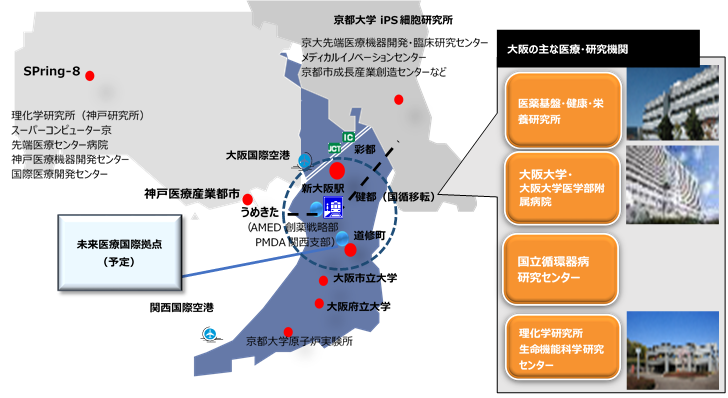 京都大学 iPS細胞研究所
京大先端医療機器開発・臨床研究センター
メディカルイノベーションセンター
京都市成長産業創造センターなど
SPring-8
理化学研究所（神戸研究所）
スーパーコンピューター京
先端医療センター病院
神戸医療機器開発センター
国際医療開発センター
IC
JCT
彩都
大阪国際空港
新大阪駅
神戸医療産業都市
健都（国循移転）
うめきた
（AMED 創薬戦略部
PMDA 関西支部）
道修町
未来医療国際拠点
（予定）
大阪市立大学
大阪府立大学
関西国際空港
京都大学原子炉実験所
大阪の主な医療・研究機関
医薬基盤・健康・栄
養研究所
大阪大学・
大阪大学医学部附
属病院
国立循環器病
研究センター
理化学研究所
生命機能科学研究
センター